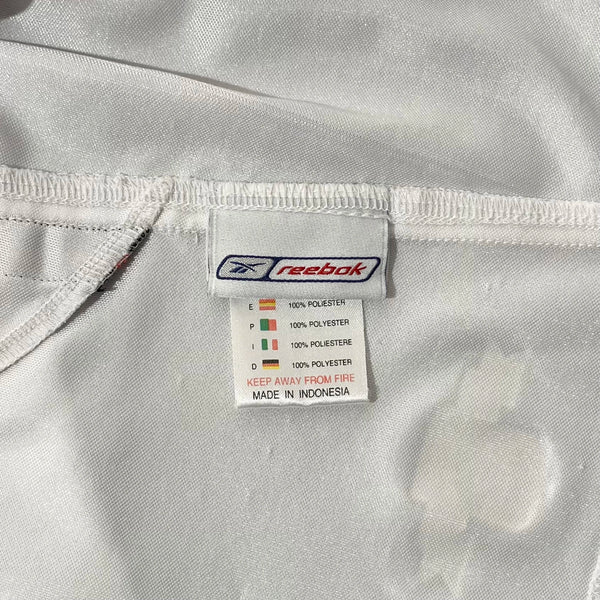 reebok
E 100% POLIESTER
P 100% POLYESTER
I 100% POLIESTERE
D 100% POLYESTER
KEEP AWAY FROM FIRE
MADE IN INDONESIA